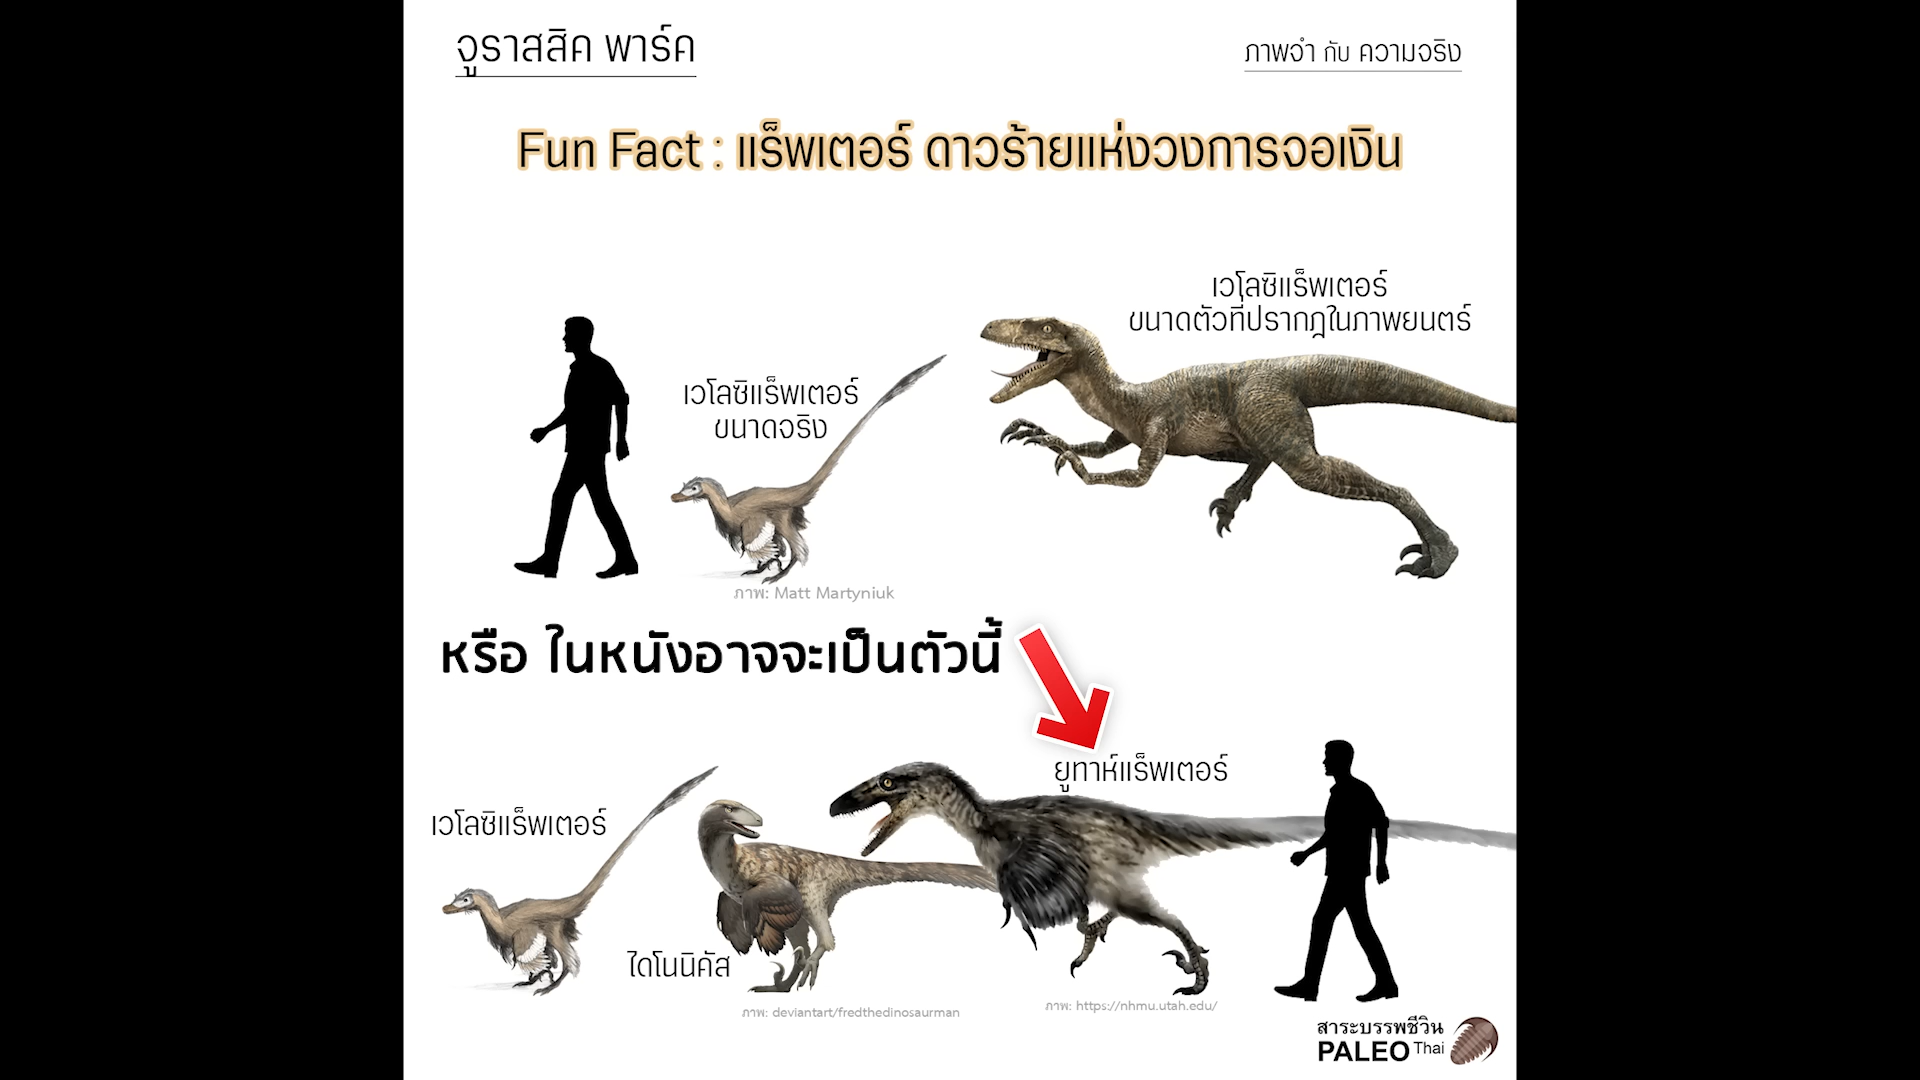 จูราสสิค พาร์ค
ภาพจำ กับ ความจริง
Fun Fact : แร็พเตอร์ ดาวร้ายแห่งวงการจอเงิน
เวโลซิแร็พเตอร์
ขนาดตัวที่ปรากฎในภาพยนตร์
เวโลซิแร็พเตอร์
ขนาดจริง
ภาพ: Matt Martyniuk
หรือ ในหนังอาจจะเป็นตัวนี้
ยูทาห์แร็พเตอร์
เวโลซิแร็พเตอร์
ไดโนนิคัส
ภาพ: deviantart/fredthedinosaurman
ภาพ: https://nhmu.utah.edu/
สาระบรรพชีวิน
PALEO Thai